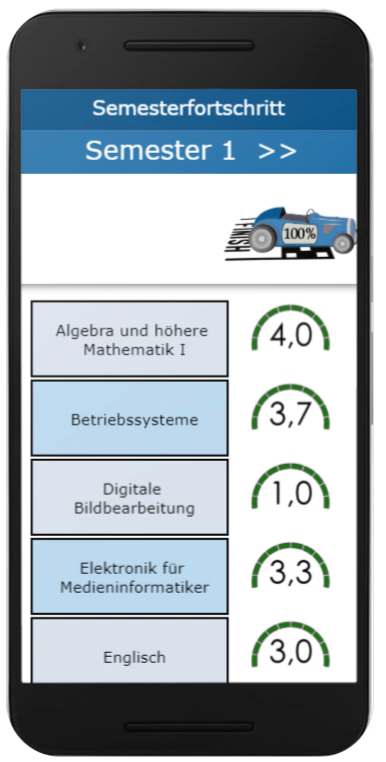 Semesterfortschritt
Semester 1 >>
FINISH
100%
Algebra und höhere
Mathematik I
4,0
Betriebssysteme
3,7
Digitale
Bildbearbeitung
1,0
Elektronik für
Medieninformatiker
3,3
Englisch
3,0